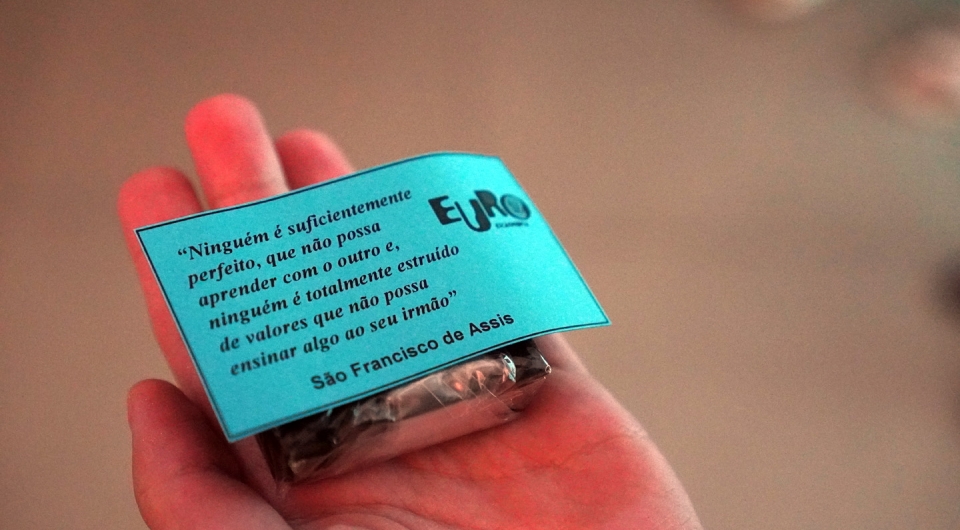 “Ninguém é suficientemente
perfeito, que não possa
aprender com o outro e,
ninguém é totalmente estruído
de valores que não possa
ensinar algo ao seu irmão”
São Francisco de Assis
EURO